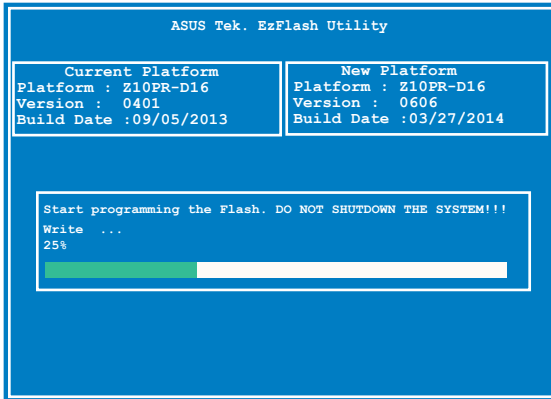 ASUS Tek. EzFlash Utility
Current Platform
Platform : Z10PR-D16
Version : 0401
Build Date :09/05/2013
New Platform
Platform : Z10PR-D16
Version : 0606
Build Date :03/27/2014
Start programming the Flash. DO NOT SHUTDOWN THE SYSTEM!!!
Write ...
25%